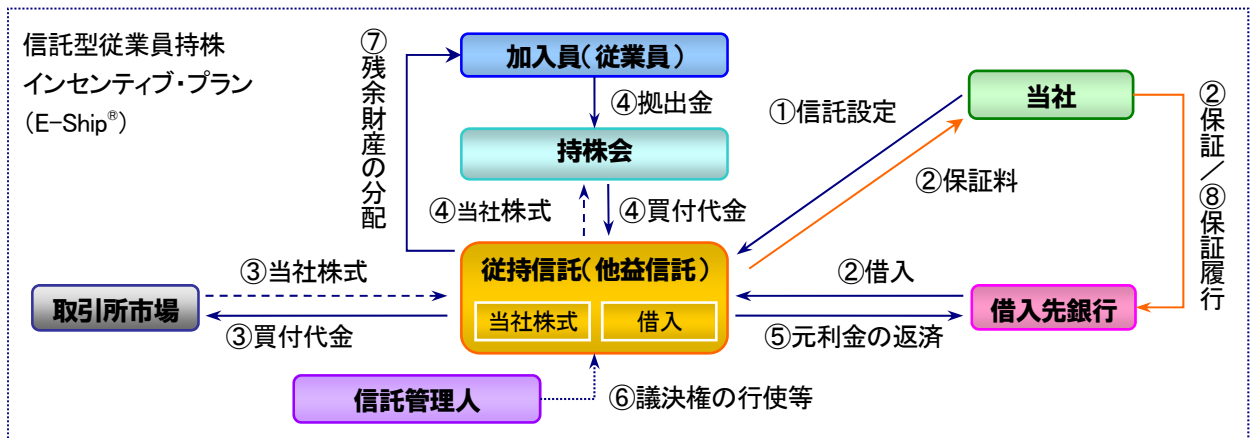 信託型従業員持株
インセンティブ・プラン
（E-Ship®）
⑦残余財産の分配
加入員（従業員）
④拠出金
持株会
④当社株式
④買付代金
①信託設定
当社
②保証料
②保証／⑧保証履行
③当社株式
取引所市場
③買付代金
従持信託（他益信託）
当社株式
借入
②借入
借入先銀行
⑤元利金の返済
信託管理人
⑥議決権の行使等